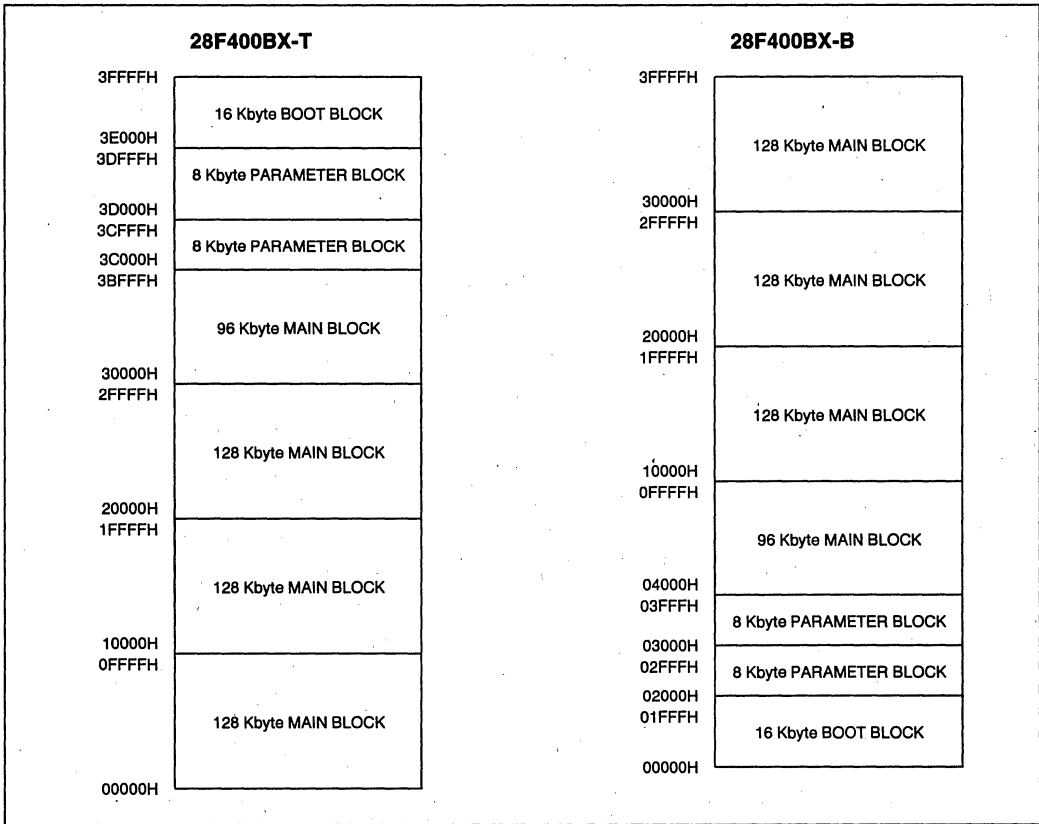 28F400BX-T
3FFFFH
16 Kbyte BOOT BLOCK
3E000H
3DFFFH
8 Kbyte PARAMETER BLOCK
3D000H
3CFFFH
8 Kbyte PARAMETER BLOCK
3C000H
3BFFFH
96 Kbyte MAIN BLOCK
30000H
2FFFFH
128 Kbyte MAIN BLOCK
20000H
1FFFFH
128 Kbyte MAIN BLOCK
10000H
0FFFFH
128 Kbyte MAIN BLOCK
00000H
28F400BX-B
3FFFFH
128 Kbyte MAIN BLOCK
30000H
2FFFFH
128 Kbyte MAIN BLOCK
20000H
1FFFFH
128 Kbyte MAIN BLOCK
10000H
0FFFFH
96 Kbyte MAIN BLOCK
04000H
03FFFH
8 Kbyte PARAMETER BLOCK
03000H
02FFFH
8 Kbyte PARAMETER BLOCK
02000H
01FFFH
16 Kbyte BOOT BLOCK
00000H